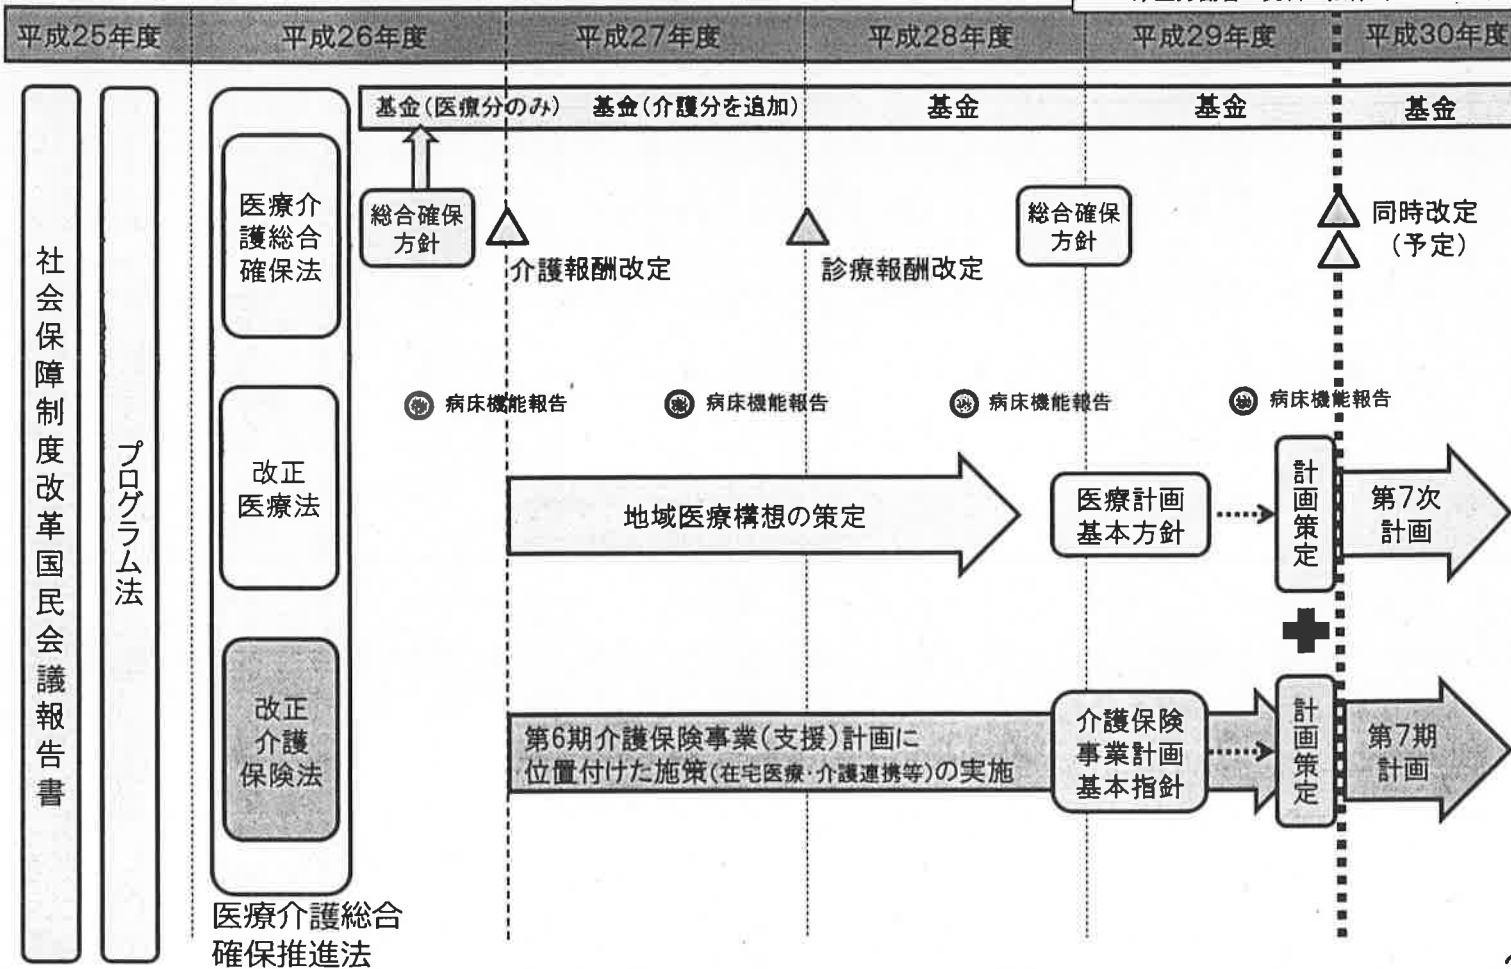 平成25年度
平成26年度
平成27年度
平成28年度
平成29年度
平成30年度
社会保障制度改革国民会議報告書
プログラム法
基金(医療分のみ)
基金(介護分を追加)
基金
基金
基金
医療介
護総合
確保法
総合確保
方針
介護報酬改定
診療報酬改定
総合確保
方針
同時改定
(予定)
病床機能報告
病床機能報告
病床機能報告
病床機能報告
改正
医療法
地域医療構想の策定
医療計画
基本方針
計画策定
第7次
計画
改正
介護
保険法
第6期介護保険事業(支援)計画に
位置付けた施策(在宅医療・介護連携等)の実施
介護保険
事業計画
基本指針
計画策定
第7期
計画
医療介護総合
確保推進法